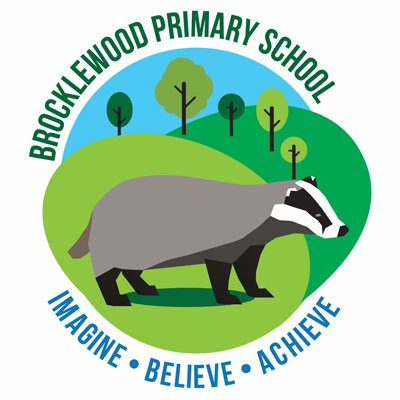 BROCKLEWOOD PRIMARY SCHOOL
IMAGINE • BELIEVE • ACHIEVE